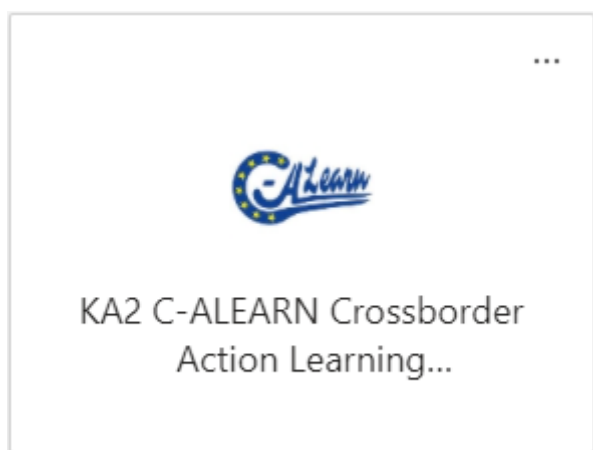 ...
C-ALearn
KA2 C-ALEARN Crossborder
Action Learning...